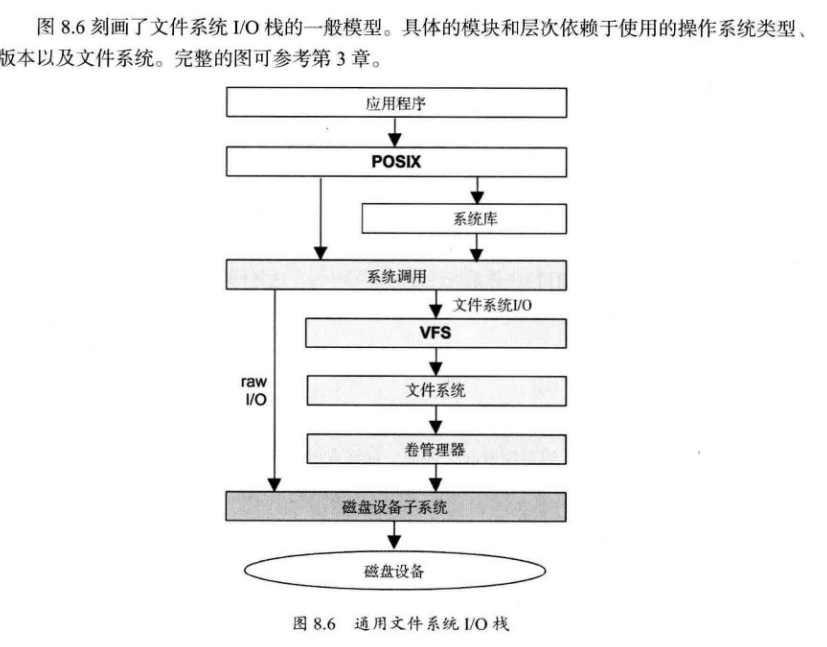 图 8.6 刻画了文件系统 I/O 栈的一般模型。具体的模块和层次依赖于使用的操作系统类型、
版本以及文件系统。完整的图可参考第 3 章。
应用程序
POSIX
系统库
系统调用
文件系统I/O
VFS
raw
I/O
文件系统
卷管理器
磁盘设备子系统
磁盘设备
图 8.6 通用文件系统 I/O 栈